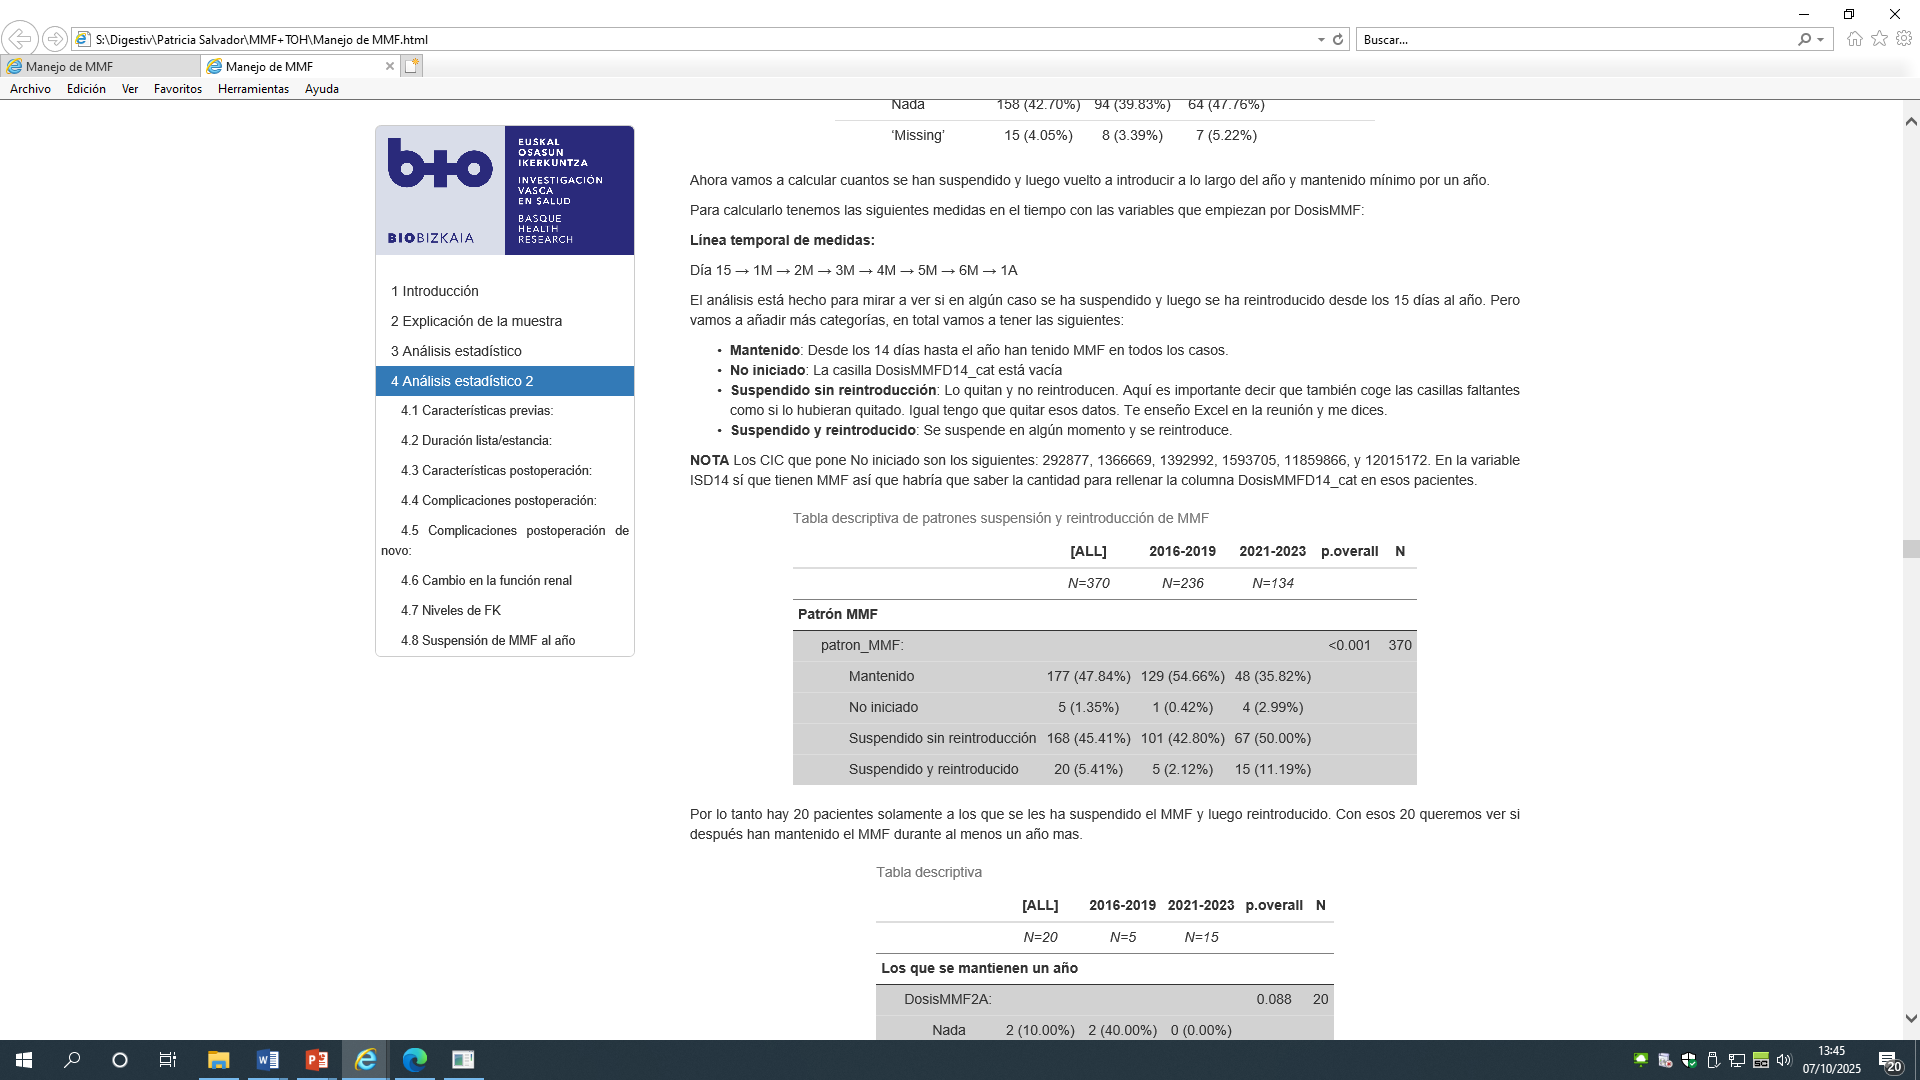 S:\Digestiv\Patricia Salvador\MMF+TOH\Manejo de MMF.html
Buscar...
Manejo de MMF
Manejo de MMF
Archivo Edición Ver Favoritos Herramientas Ayuda
b+o
BIOBIZKAIA
EUSKAL
OSASUN
IKERKUNTZA
INVESTIGACIÓN
VASCA
EN SALUD
BASQUE
HEALTH
RESEARCH
1 Introducción
2 Explicación de la muestra
3 Análisis estadístico
4 Análisis estadístico 2
4.1 Características previas:
4.2 Duración lista/estancia:
4.3 Características postoperación:
4.4 Complicaciones postoperación:
4.5 Complicaciones postoperación de
novo:
4.6 Cambio en la función renal
4.7 Niveles de FK
4.8 Suspensión de MMF al año
Nada 158 (42.70%) 94 (39.83%) 64 (47.76%)
‘Missing’ 15 (4.05%) 8 (3.39%) 7 (5.22%)
Ahora vamos a calcular cuantos se han suspendido y luego vuelto a introducir a lo largo del año y mantenido mínimo por un año.
Para calcularlo tenemos las siguientes medidas en el tiempo con las variables que empiezan por DosisMMF:
Línea temporal de medidas:
Día 15 → 1M → 2M → 3M → 4M → 5M → 6M → 1A
El análisis está hecho para mirar a ver si en algún caso se ha suspendido y luego se ha reintroducido desde los 15 días al año. Pero
vamos a añadir más categorías, en total vamos a tener las siguientes:
• Mantenido: Desde los 14 días hasta el año han tenido MMF en todos los casos.
• No iniciado: La casilla DosisMMFD14_cat está vacía
• Suspendido sin reintroducción: Lo quitan y no reintroducen. Aquí es importante decir que también coge las casillas faltantes
como si lo hubieran quitado. Igual tengo que quitar esos datos. Te enseño Excel en la reunión y me dices.
• Suspendido y reintroducido: Se suspende en algún momento y se reintroduce.
NOTA Los CIC que pone No iniciado son los siguientes: 292877, 1366669, 1392992, 1593705, 11859866, y 12015172. En la variable
ISD14 sí que tienen MMF así que habría que saber la cantidad para rellenar la columna DosisMMFD14_cat en esos pacientes.
Tabla descriptiva de patrones suspensión y reintroducción de MMF
[ALL] 2016-2019 2021-2023 p.overall N
N=370 N=236 N=134
Patrón MMF
patron_MMF: <0.001 370
Mantenido 177 (47.84%) 129 (54.66%) 48 (35.82%)
No iniciado 5 (1.35%) 1 (0.42%) 4 (2.99%)
Suspendido sin reintroducción 168 (45.41%) 101 (42.80%) 67 (50.00%)
Suspendido y reintroducido 20 (5.41%) 5 (2.12%) 15 (11.19%)
Por lo tanto hay 20 pacientes solamente a los que se les ha suspendido el MMF y luego reintroducido. Con esos 20 queremos ver si
después han mantenido el MMF durante al menos un año mas.
Tabla descriptiva
[ALL] 2016-2019 2021-2023 p.overall N
N=20 N=5 N=15
Los que se mantienen un año
DosisMMF2A: 0.088 20
Nada 2 (10.00%) 2 (40.00%) 0 (0.00%)
13:45
07/10/2025
20